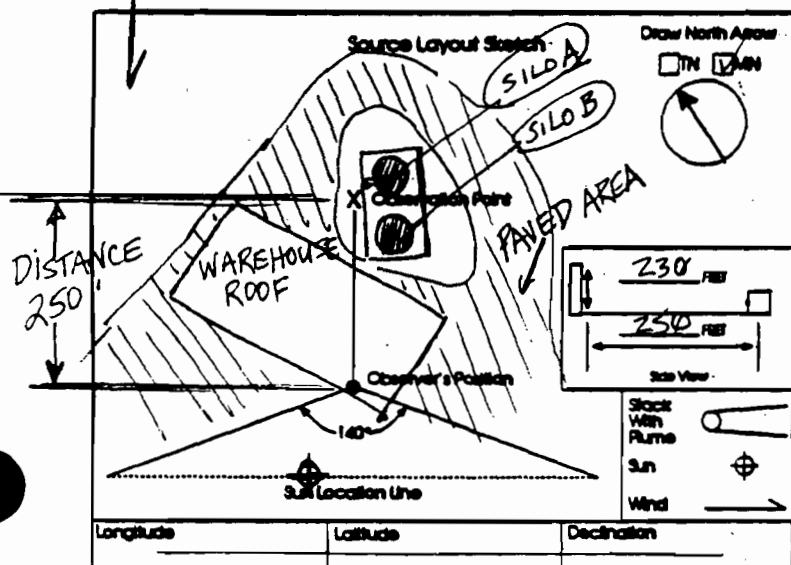 Source Layout Sketch
Draw North Arrow
TN MN
SILO A
SILO B
X Observation Point
PAVED AREA
DISTANCE
250'
WAREHOUSE
ROOF
230 FEET
250 FEET
Side View
Observer's Position
140°
Sun Location Line
Stack
With
Plume
Sun
Wind
Longitude
Latitude
Declination